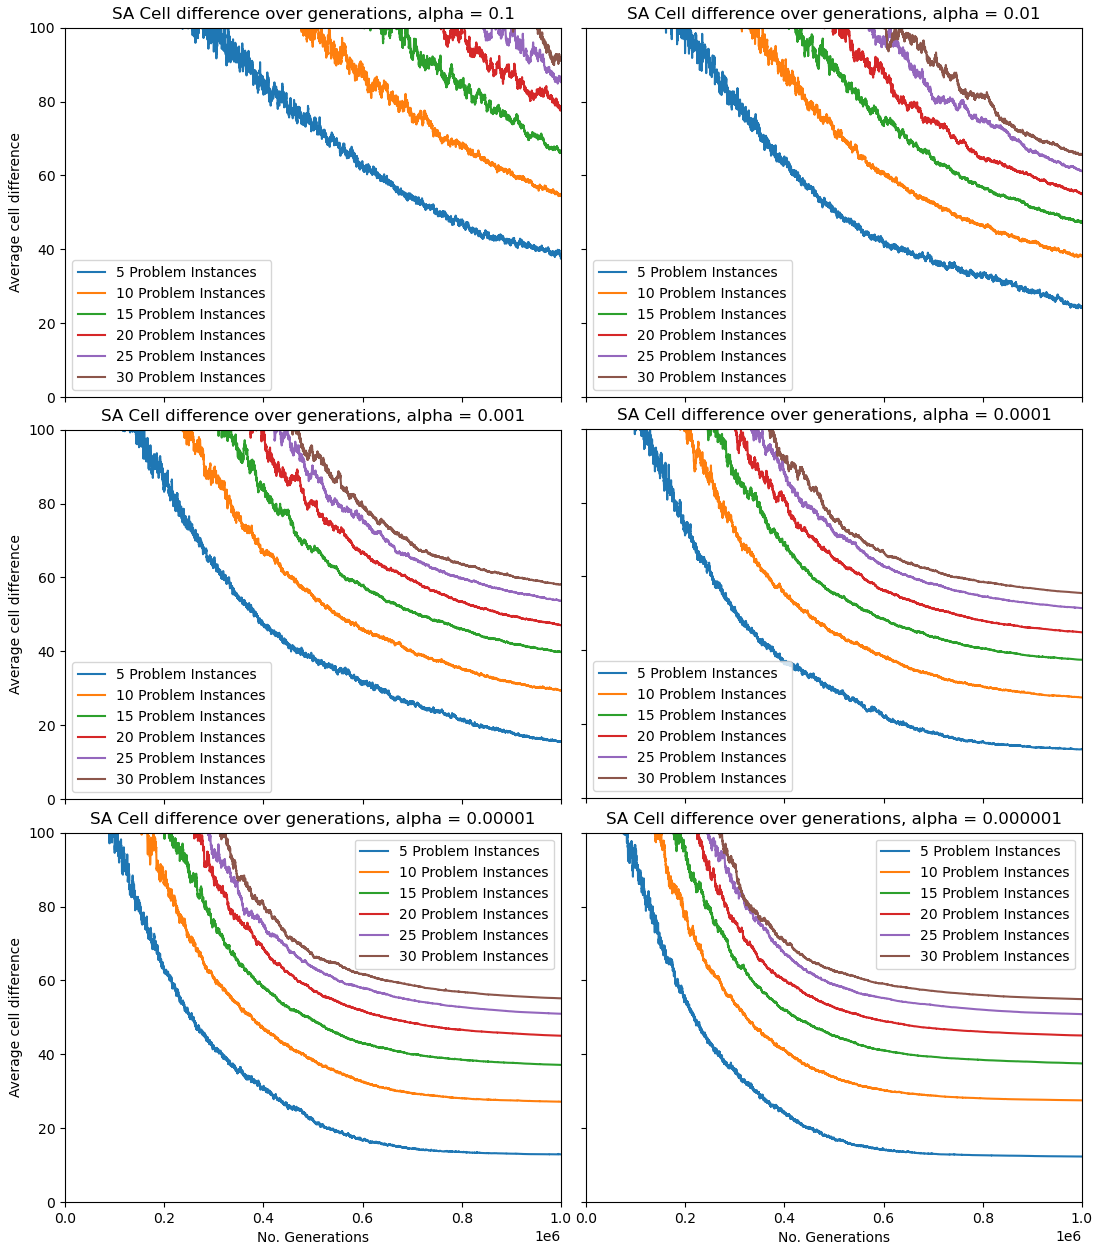 SA Cell difference over generations, alpha = 0.1
100
80
60
40
20
0
Average cell difference
5 Problem Instances
10 Problem Instances
15 Problem Instances
20 Problem Instances
25 Problem Instances
30 Problem Instances
SA Cell difference over generations, alpha = 0.01
5 Problem Instances
10 Problem Instances
15 Problem Instances
20 Problem Instances
25 Problem Instances
30 Problem Instances
SA Cell difference over generations, alpha = 0.001
100
80
60
40
20
0
Average cell difference
5 Problem Instances
10 Problem Instances
15 Problem Instances
20 Problem Instances
25 Problem Instances
30 Problem Instances
SA Cell difference over generations, alpha = 0.0001
5 Problem Instances
10 Problem Instances
15 Problem Instances
20 Problem Instances
25 Problem Instances
30 Problem Instances
SA Cell difference over generations, alpha = 0.00001
100
80
60
40
20
0
Average cell difference
5 Problem Instances
10 Problem Instances
15 Problem Instances
20 Problem Instances
25 Problem Instances
30 Problem Instances
0.0 0.2 0.4 0.6 0.8 1.0
No. Generations
1e6
SA Cell difference over generations, alpha = 0.000001
5 Problem Instances
10 Problem Instances
15 Problem Instances
20 Problem Instances
25 Problem Instances
30 Problem Instances
0.0 0.2 0.4 0.6 0.8 1.0
No. Generations
1e6